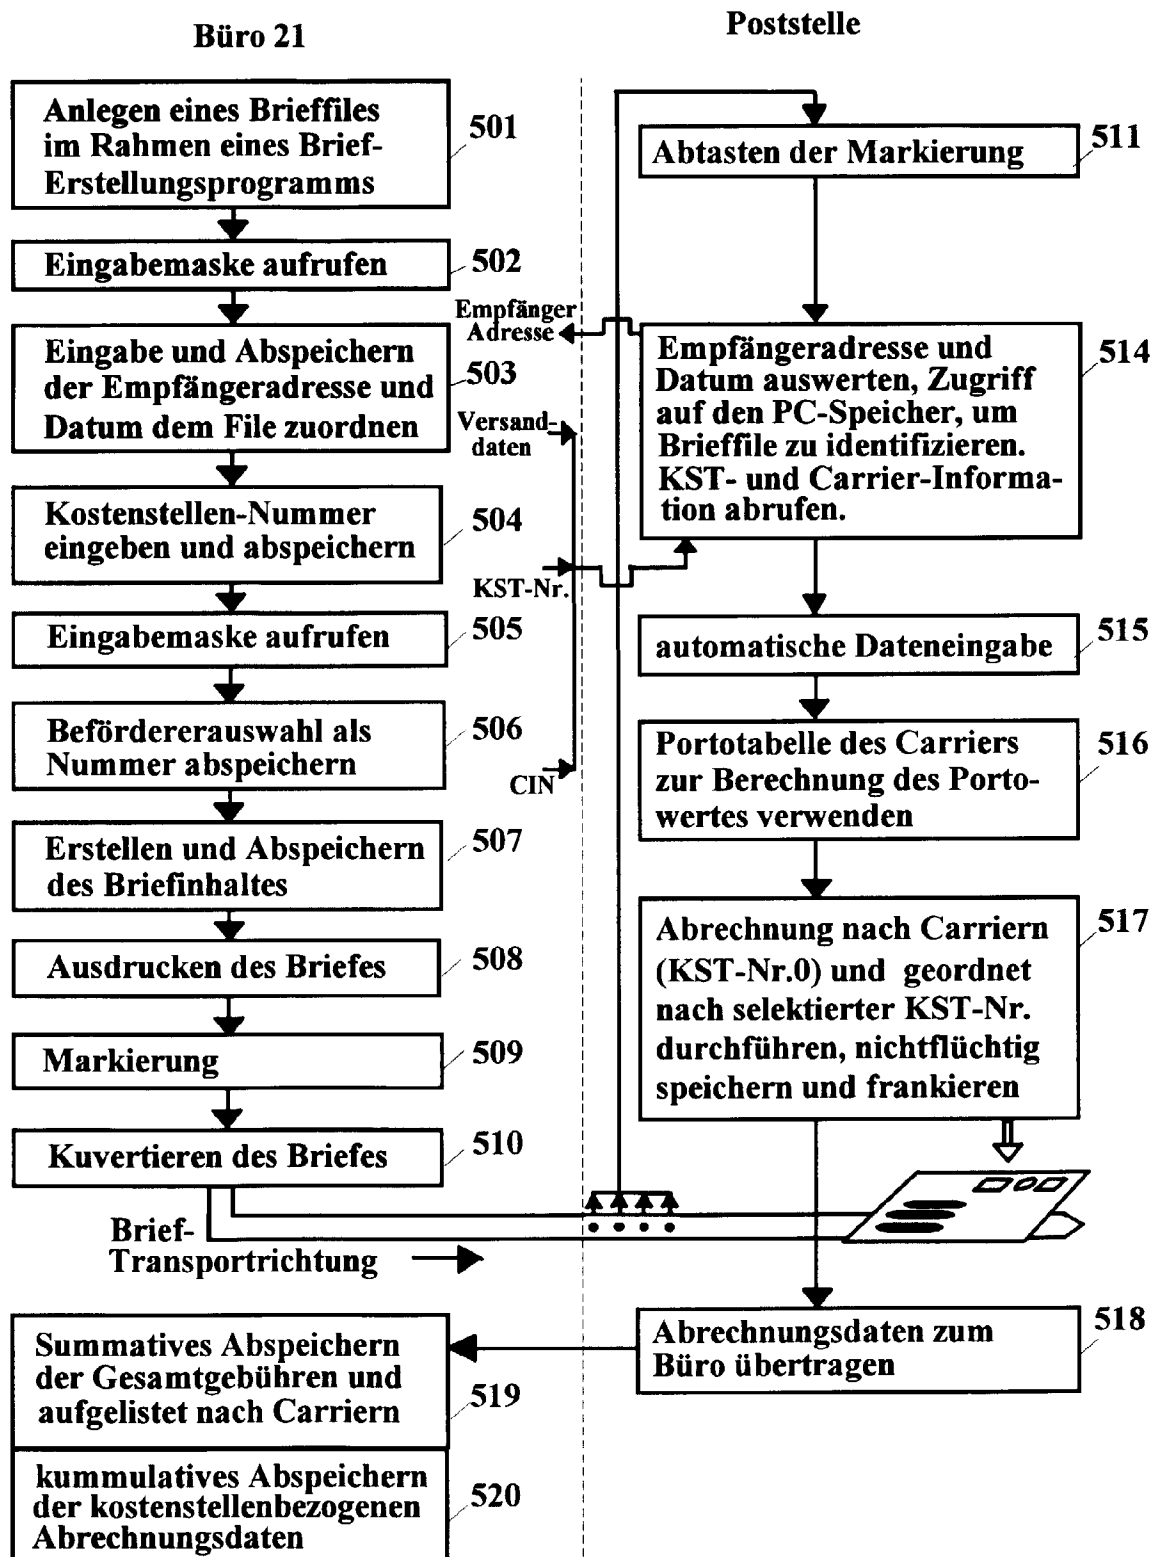 Büro 21
Anlegen eines Brieffiles
im Rahmen eines Brief-
Erstellungsprogramms
501
Eingabemaske aufrufen
502
Eingabe und Abspeichern
der Empfängeradresse und
Datum dem File zuordnen
503
Kostenstellen-Nummer
eingeben und abspeichern
504
Eingabemaske aufrufen
505
Befördererauswahl als
Nummer abspeichern
506
Erstellen und Abspeichern
des Briefinhaltes
507
Ausdrucken des Briefes
508
Markierung
509
Kuvertieren des Briefes
510
Brief-
Transportrichtung
Summatives Abspeichern
der Gesamtgebühren und
aufgelistet nach Carriern
519
kummulatives Abspeichern
der kostenstellenbezogenen
Abrechnungsdaten
520
Empfänger
Adresse
Versand-
daten
KST-Nr.
CIN
Poststelle
Abtasten der Markierung
511
Empfängeradresse und
Datum auswerten, Zugriff
auf den PC-Speicher, um
Brieffile zu identifizieren.
KST- und Carrier-Informa-
tion abrufen.
514
automatische Dateneingabe
515
Portotabelle des Carriers
zur Berechnung des Porto-
wertes verwenden
516
Abrechnung nach Carriern
(KST-Nr.0) und geordnet
nach selektierter KST-Nr.
durchführen, nichtflüchtig
speichern und frankieren
517
Abrechnungsdaten zum
Büro übertragen
518